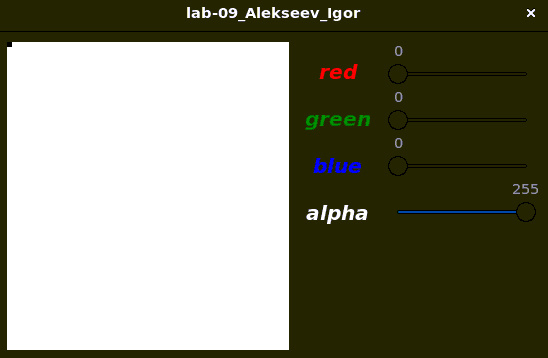 lab-09_Alekseev_Igor ×
0
red
0
green
0
blue
255
alpha